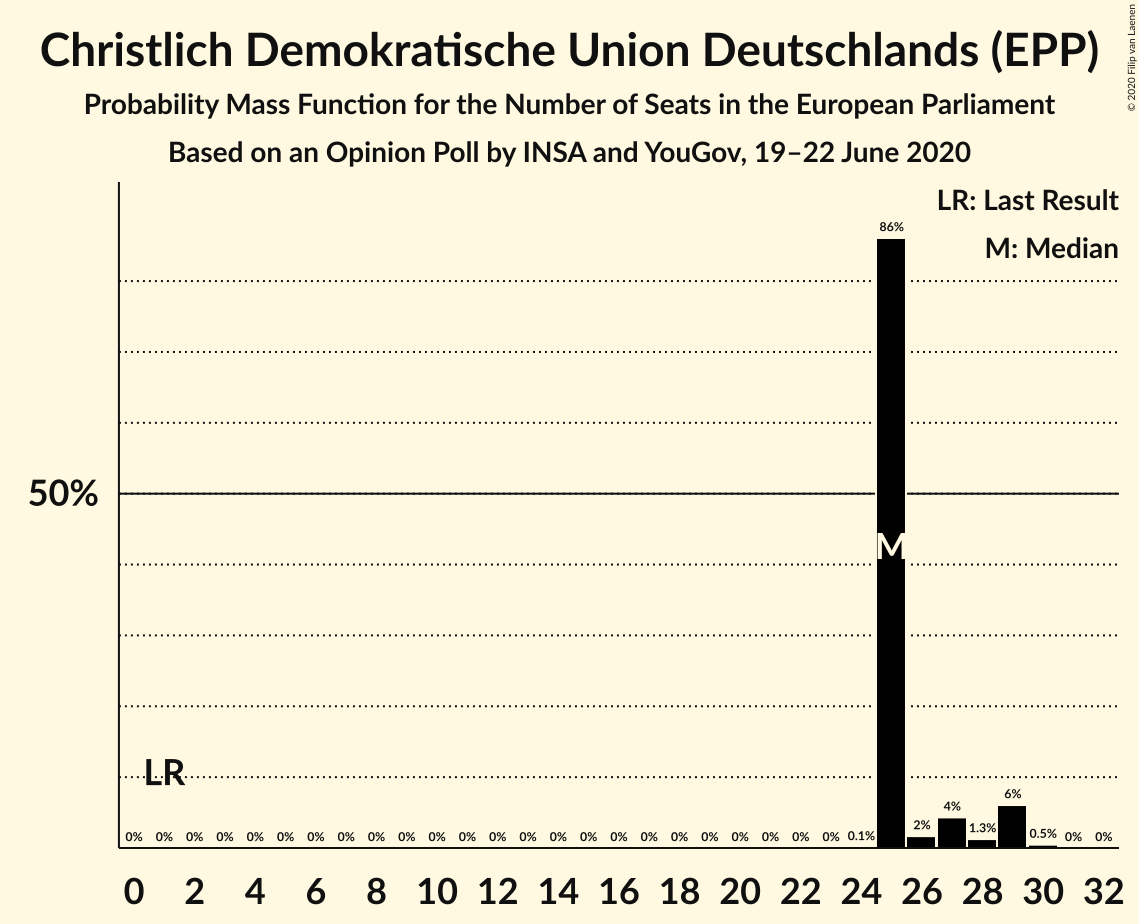 Christlich Demokratische Union Deutschlands (EPP)
Probability Mass Function for the Number of Seats in the European Parliament
Based on an Opinion Poll by INSA and YouGov, 19–22 June 2020
© 2020 Filip van Laenen
LR: Last Result
M: Median
86%
50%
M
LR
0% 0% 0% 0% 0% 0% 0% 0% 0% 0% 0% 0% 0% 0% 0% 0% 0% 0% 0% 0% 0% 0% 0% 0% 0.1% 2% 4% 1.3% 6% 0.5% 0% 0%
0 2 4 6 8 10 12 14 16 18 20 22 24 26 28 30 32